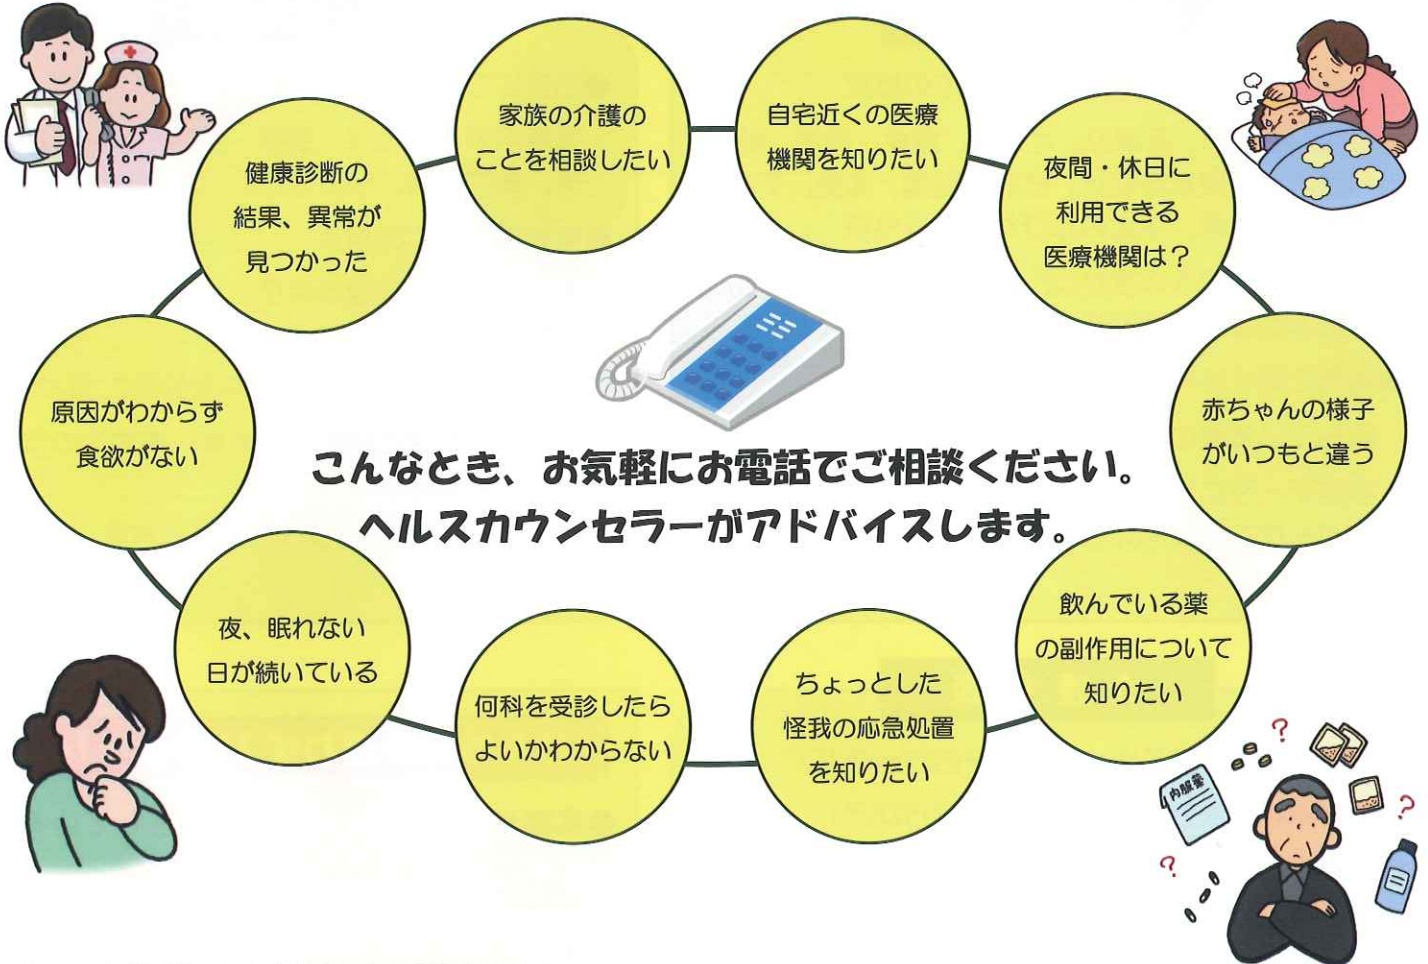 家族の介護の
ことを相談したい
自宅近くの医療
機関を知りたい
健康診断の
結果、異常が
見つかった
夜間・休日に
利用できる
医療機関は？
原因がわからず
食欲がない
赤ちゃんの様子
がいつもと違う
こんなとき、お気軽にお電話でご相談ください。
ヘルスカウンセラーがアドバイスします。
夜、眠れない
日が続いている
何科を受診したら
よいかわからない
ちょっとした
怪我の応急処置
を知りたい
飲んでいる薬
の副作用について
知りたい
内服薬
?
?
?